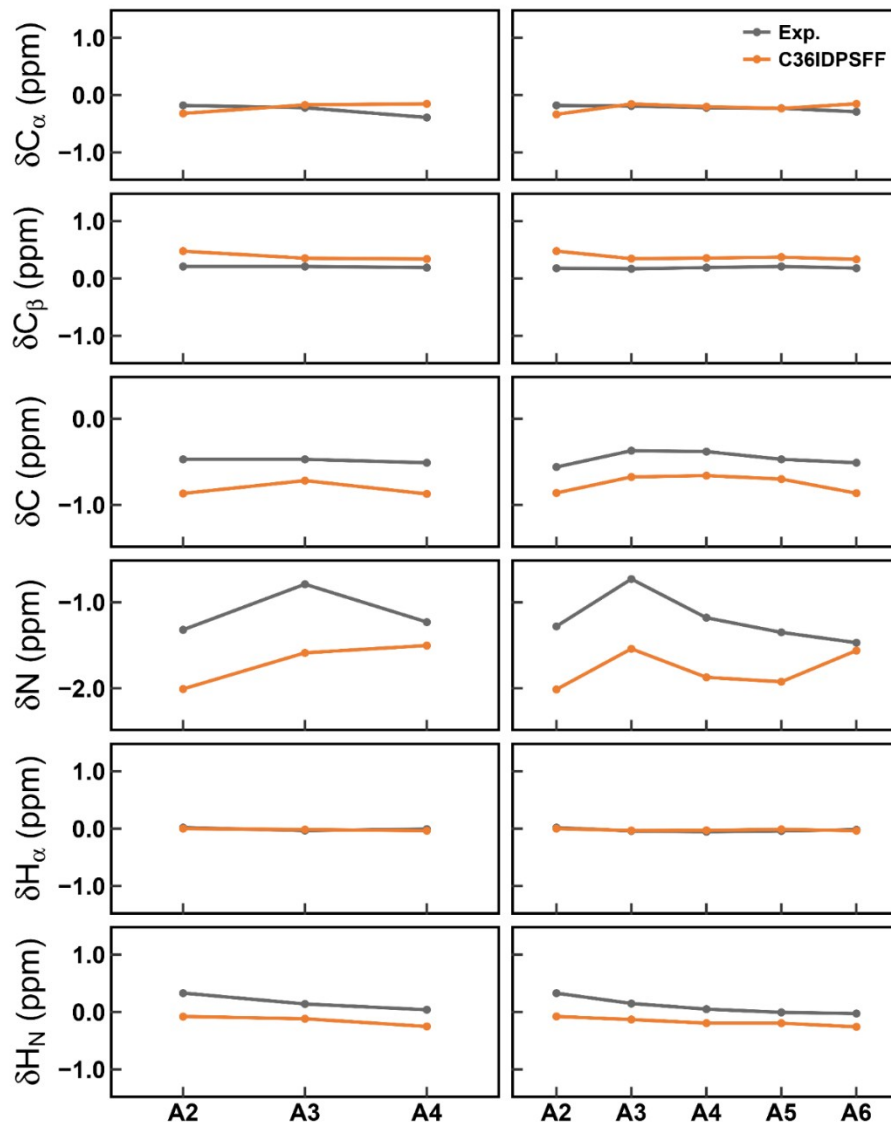 Exp.
C36IDPSFF
δCα (ppm)
1.0
0.0
−1.0
δCβ (ppm)
1.0
0.0
−1.0
δC (ppm)
0.0
−1.0
δN (ppm)
−1.0
−2.0
δHα (ppm)
1.0
0.0
−1.0
δHN (ppm)
1.0
0.0
−1.0
A2 A3 A4 A2 A3 A4 A5 A6